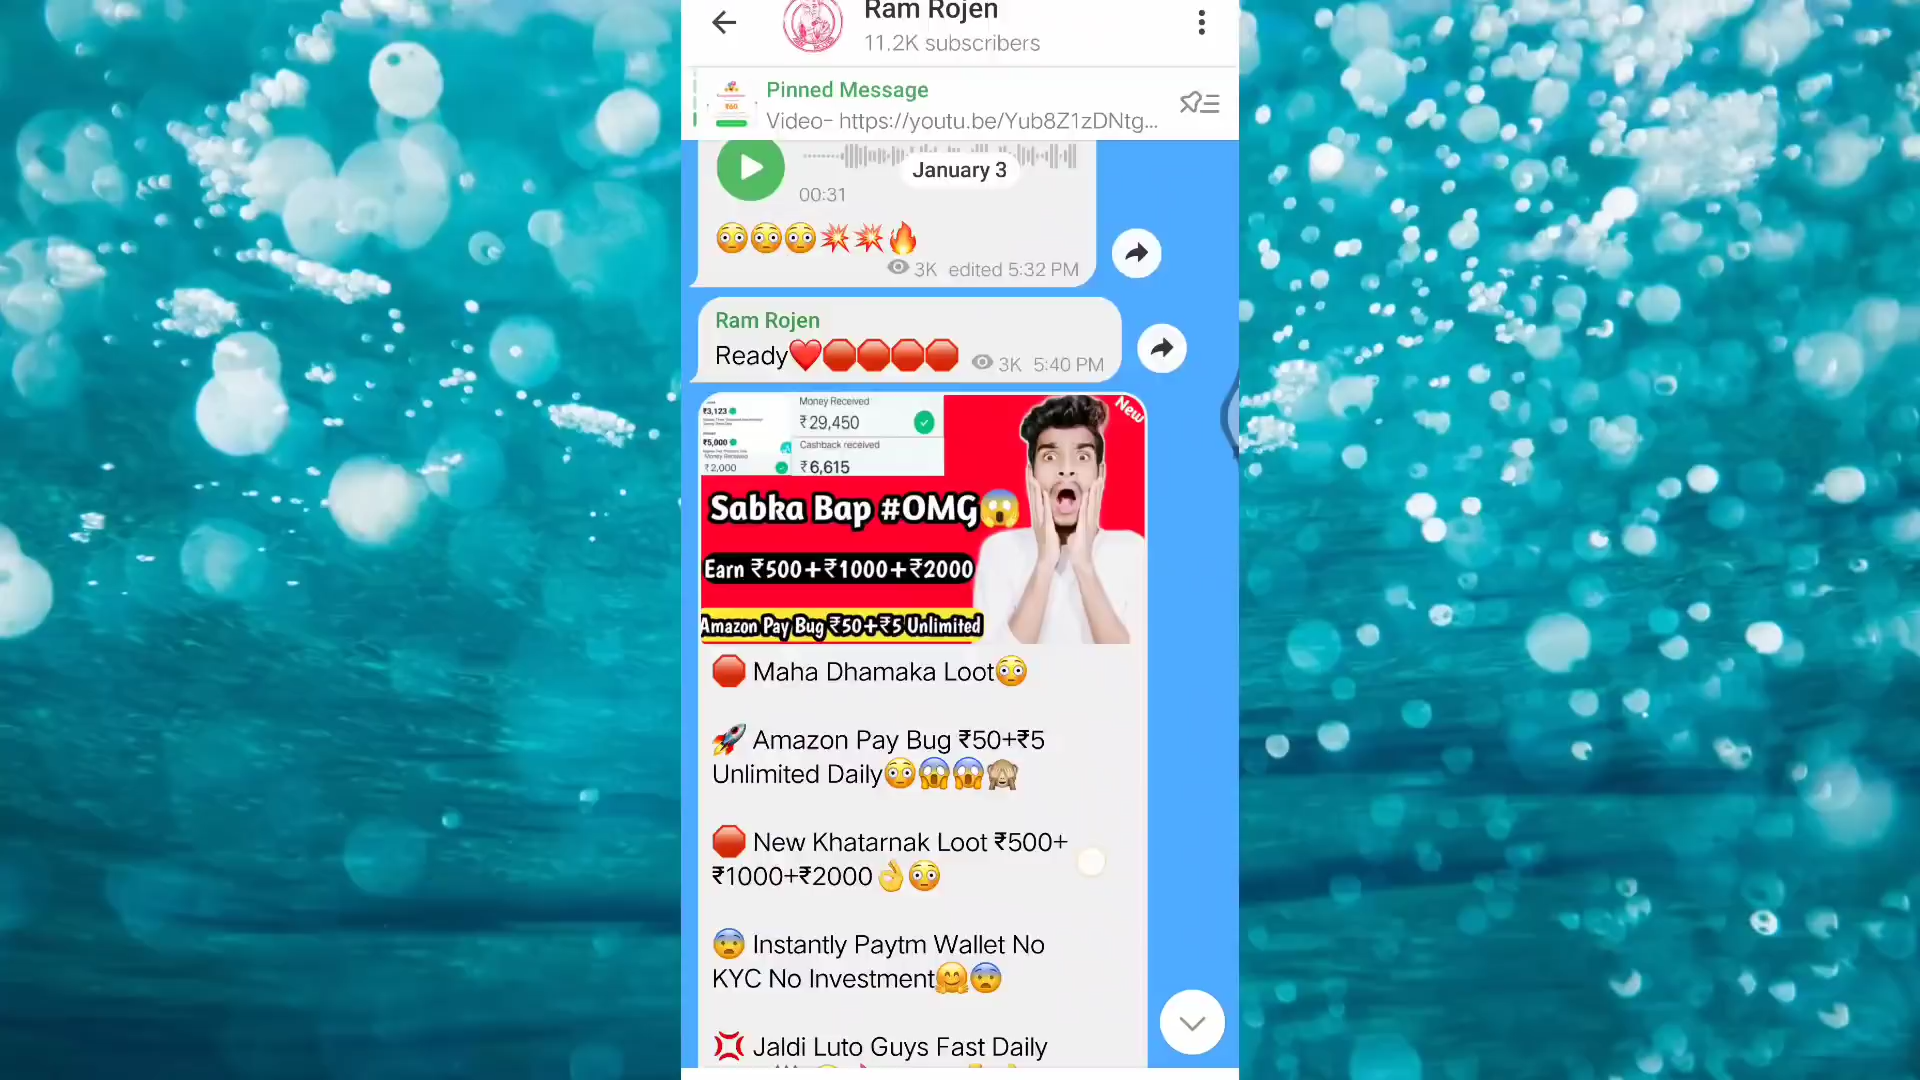 Ram Rojen
11.2K subscribers
Pinned Message
Video- https://youtu.be/Yub8Z1zDNtg...
January 3
00:31
😳😳😳💥💥🔥
3K edited 5:32 PM
Ram Rojen
Ready❤️🛑🛑🛑🛑 3K 5:40 PM
₹3,123
₹5,000
Money Received
₹2,000
Money Received
₹29,450
Cashback received
₹6,615
New
Sabka Bap #OMG😱
Earn ₹500+₹1000+₹2000
Amazon Pay Bug ₹50+₹5 Unlimited
🛑 Maha Dhamaka Loot😳
🚀 Amazon Pay Bug ₹50+₹5
Unlimited Daily😳😱😱🙈
🛑 New Khatarnak Loot ₹500+
₹1000+₹2000👌😳
😨 Instantly Paytm Wallet No
KYC No Investment🤗😨
💢 Jaldi Luto Guys Fast Daily